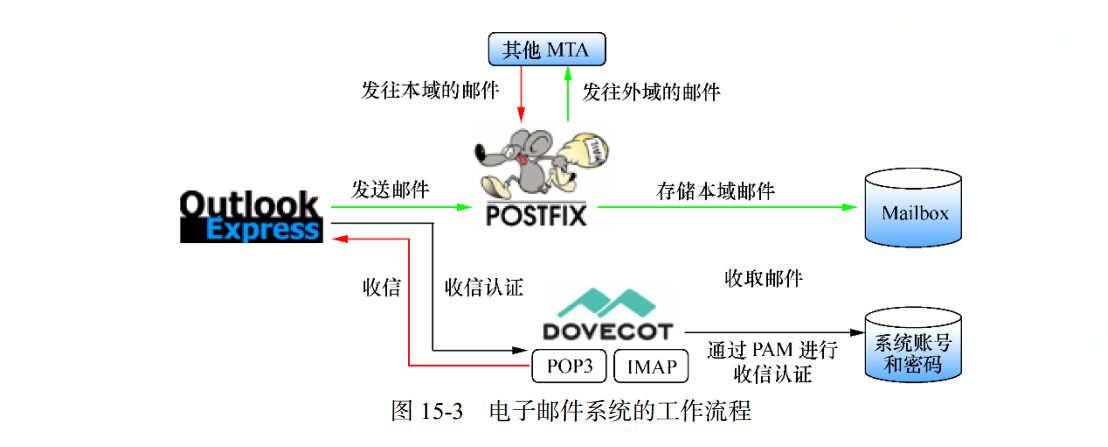 其他 MTA
发往本域的邮件
发往外域的邮件
MAIL
Outlook
Express
发送邮件
POSTFIX
存储本域邮件
Mailbox
收信
收信认证
收取邮件
DOVECOT
POP3
IMAP
通过 PAM 进行
收信认证
系统账号
和密码
图 15-3 电子邮件系统的工作流程